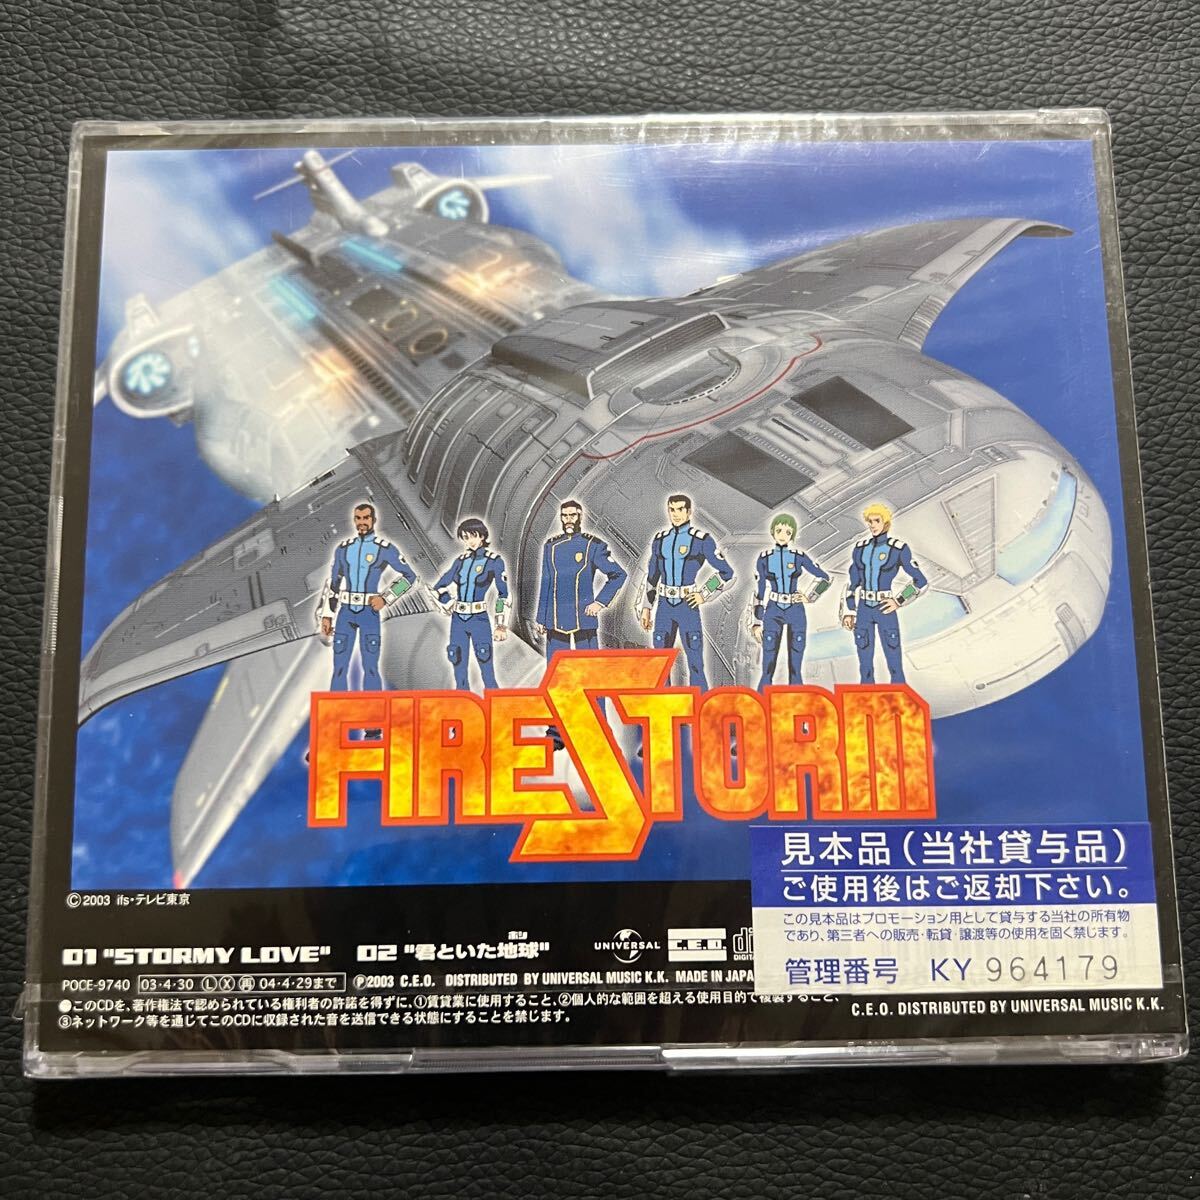 FIRESTORM
見本品(当社貸与品)
ご使用後はご返却下さい。
この見本品はプロモーション用として貸与する当社の所有物
であり、第三者への販売・転貸・譲渡等の使用を固く禁じます。
管理番号 KY 964179
©2003 ifs・テレビ東京
01 "STORMY LOVE" 02 "君といた地球"
ホシ
UNIVERSAL
C.E.O.
POCE-9740 03・4・30 L X 再 04・4・29まで ℗2003 C.E.O. DISTRIBUTED BY UNIVERSAL MUSIC K.K. MADE IN JAPA
●このCDを、著作権法で認められている権利者の許諾を得ずに、①賃貸業に使用すること、②個人的な範囲を超える使用目的で複製すること、
③ネットワーク等を通じてこのCDに収録された音を送信できる状態にすることを禁じます。
C.E.O. DISTRIBUTED BY UNIVERSAL MUSIC K.K.